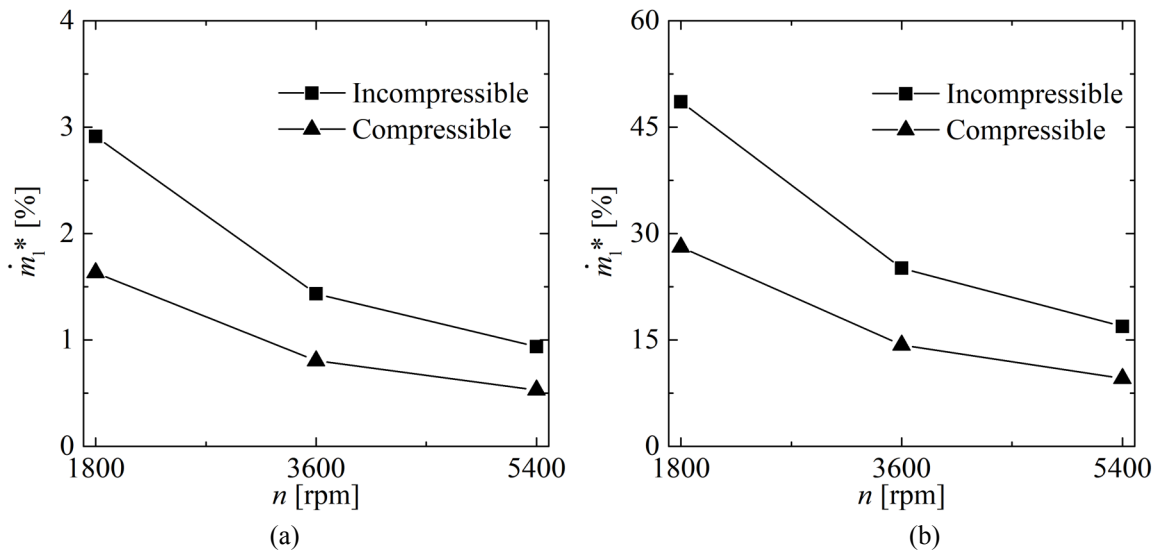 4
3
2
1
0
ṁ₁* [%]
Incompressible
Compressible
1800 3600 5400
n [rpm]
(a)
60
45
30
15
0
ṁ₁* [%]
Incompressible
Compressible
1800 3600 5400
n [rpm]
(b)